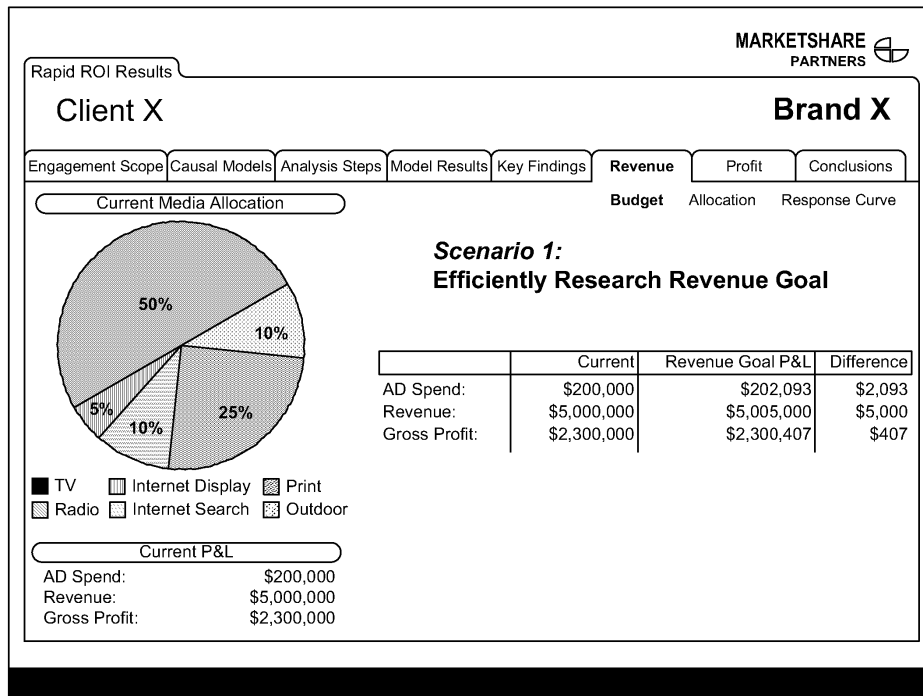 MARKETSHARE
PARTNERS
Rapid ROI Results
Client X
Brand X
Engagement Scope Causal Models Analysis Steps Model Results Key Findings Revenue Profit Conclusions
Budget Allocation Response Curve
Current Media Allocation
50%
10%
25%
10%
5%
TV Internet Display Print
Radio Internet Search Outdoor
Current P&L
AD Spend: $200,000
Revenue: $5,000,000
Gross Profit: $2,300,000
Scenario 1:
Efficiently Research Revenue Goal
Current Revenue Goal P&L Difference
AD Spend: $200,000 $202,093 $2,093
Revenue: $5,000,000 $5,005,000 $5,000
Gross Profit: $2,300,000 $2,300,407 $407